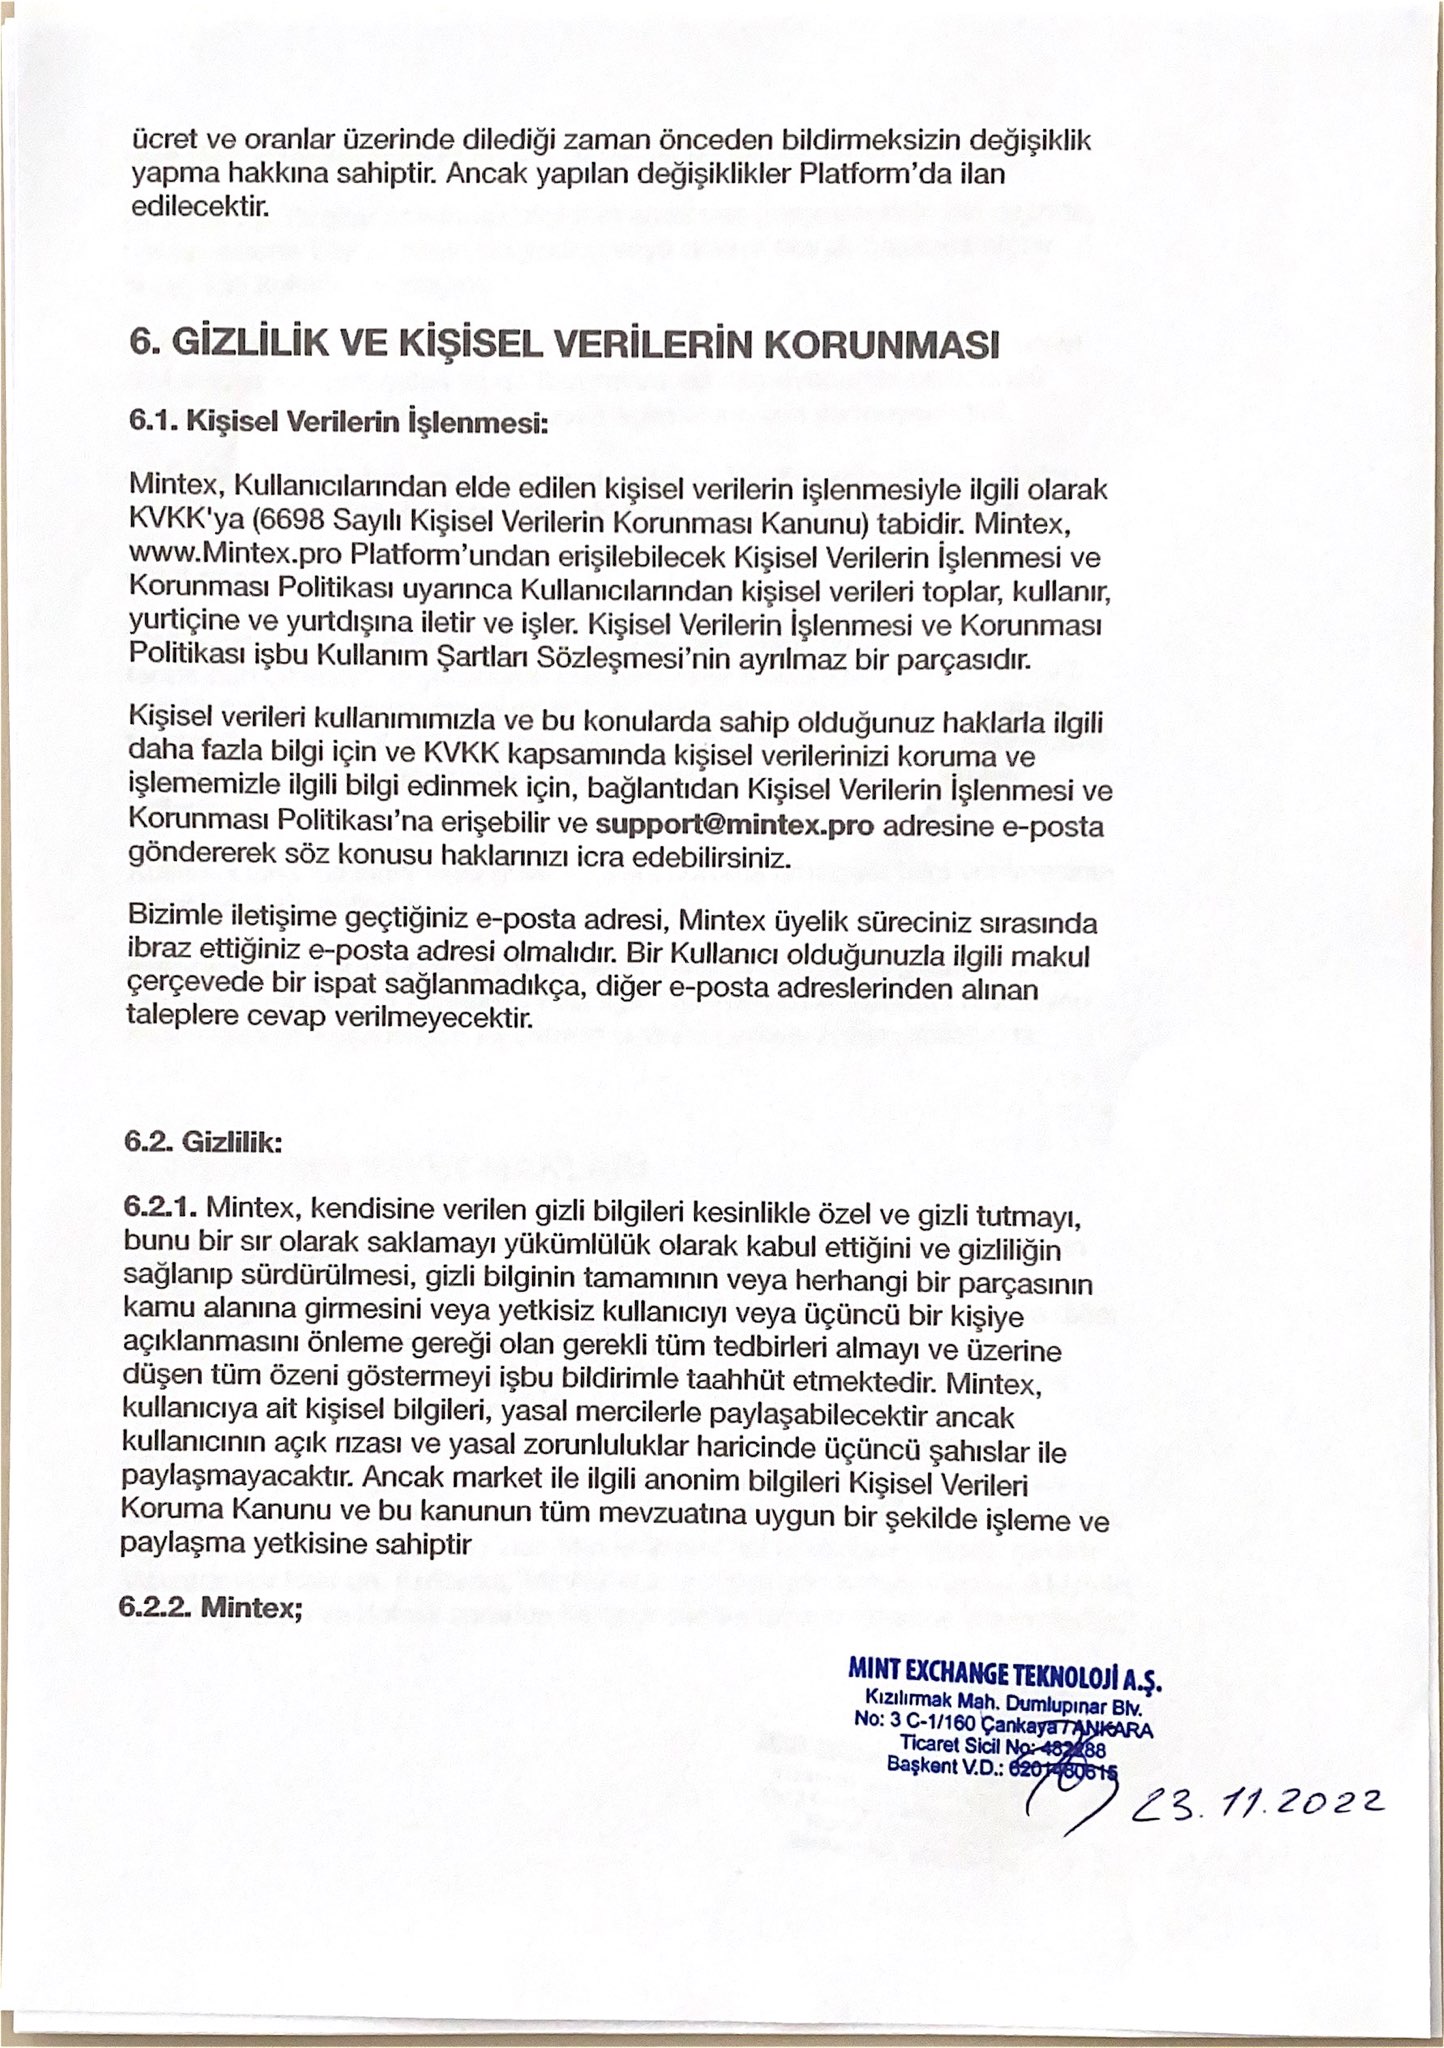 ücret ve oranlar üzerinde dilediği zaman önceden bildirmeksizin değişiklik
yapma hakkına sahiptir. Ancak yapılan değişiklikler Platform'da ilan
edilecektir.
6. GİZLİLİK VE KİŞİSEL VERİLERİN KORUNMASI
6.1. Kişisel Verilerin İşlenmesi:
Mintex, Kullanıcılarından elde edilen kişisel verilerin işlenmesiyle ilgili olarak
KVKK'ya (6698 Sayılı Kişisel Verilerin Korunması Kanunu) tabidir. Mintex,
www.Mintex.pro Platform'undan erişilebilecek Kişisel Verilerin İşlenmesi ve
Korunması Politikası uyarınca Kullanıcılarından kişisel verileri toplar, kullanır,
yurtiçine ve yurtdışına iletir ve işler. Kişisel Verilerin İşlenmesi ve Korunması
Politikası işbu Kullanım Şartları Sözleşmesi'nin ayrılmaz bir parçasıdır.
Kişisel verileri kullanımımızla ve bu konularda sahip olduğunuz haklarla ilgili
daha fazla bilgi için ve KVKK kapsamında kişisel verilerinizi koruma ve
işlememizle ilgili bilgi edinmek için, bağlantıdan Kişisel Verilerin İşlenmesi ve
Korunması Politikası'na erişebilir ve support@mintex.pro adresine e-posta
göndererek söz konusu haklarınızı icra edebilirsiniz.
Bizimle iletişime geçtiğiniz e-posta adresi, Mintex üyelik süreciniz sırasında
ibraz ettiğiniz e-posta adresi olmalıdır. Bir Kullanıcı olduğunuzla ilgili makul
çerçevede bir ispat sağlanmadıkça, diğer e-posta adreslerinden alınan
taleplere cevap verilmeyecektir.
6.2. Gizlilik:
6.2.1. Mintex, kendisine verilen gizli bilgileri kesinlikle özel ve gizli tutmayı,
bunu bir sır olarak saklamayı yükümlülük olarak kabul ettiğini ve gizliliğin
sağlanıp sürdürülmesi, gizli bilginin tamamının veya herhangi bir parçasının
kamu alanına girmesini veya yetkisiz kullanıcıyı veya üçüncü bir kişiye
açıklanmasını önleme gereği olan gerekli tüm tedbirleri almayı ve üzerine
düşen tüm özeni göstermeyi işbu bildirimle taahhüt etmektedir. Mintex,
kullanıcıya ait kişisel bilgileri, yasal mercilerle paylaşabilecektir ancak
kullanıcının açık rızası ve yasal zorunluluklar haricinde üçüncü şahıslar ile
paylaşmayacaktır. Ancak market ile ilgili anonim bilgileri Kişisel Verileri
Koruma Kanunu ve bu kanunun tüm mevzuatına uygun bir şekilde işleme ve
paylaşma yetkisine sahiptir
6.2.2. Mintex;
MINT EXCHANGE TEKNOLOJİ A.Ş.
Kızılırmak Mah. Dumlupınar Blv.
No: 3 C-1/160 Çankaya / ANKARA
Ticaret Sicil No:
Başkent V.D.:
23.11.2022